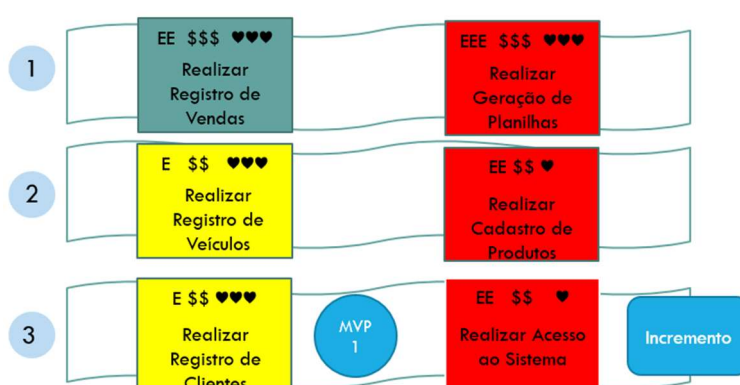 1
EE $$$ ♥♥♥
Realizar
Registro de
Vendas
EEE $$$ ♥♥♥
Realizar
Geração de
Planilhas
2
E $$ ♥♥♥
Realizar
Registro de
Veículos
EE $$ ♥
Realizar
Cadastro de
Produtos
3
E $$ ♥♥♥
Realizar
Registro de
Clientes
MVP
1
EE $$ ♥
Realizar Acesso
ao Sistema
Incremento